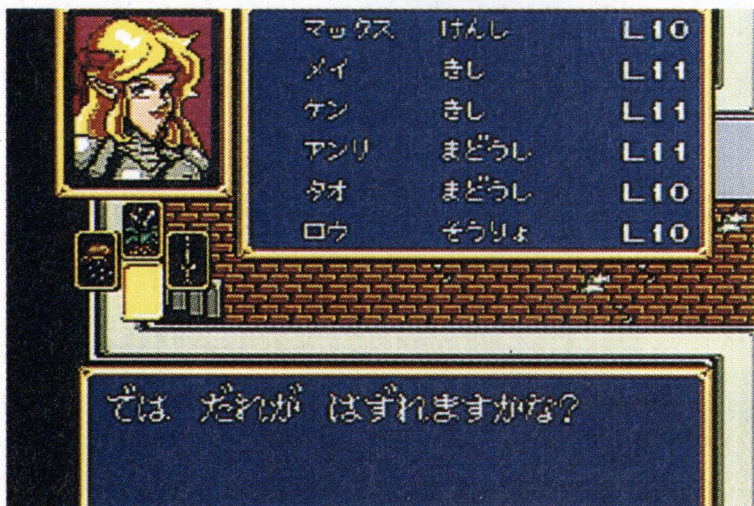 マックス けんし L10
メイ きし L11
ケン きし L11
アンリ まどうし L11
タオ まどうし L10
ロウ そうりょ L10
では だれが はずれますかな?